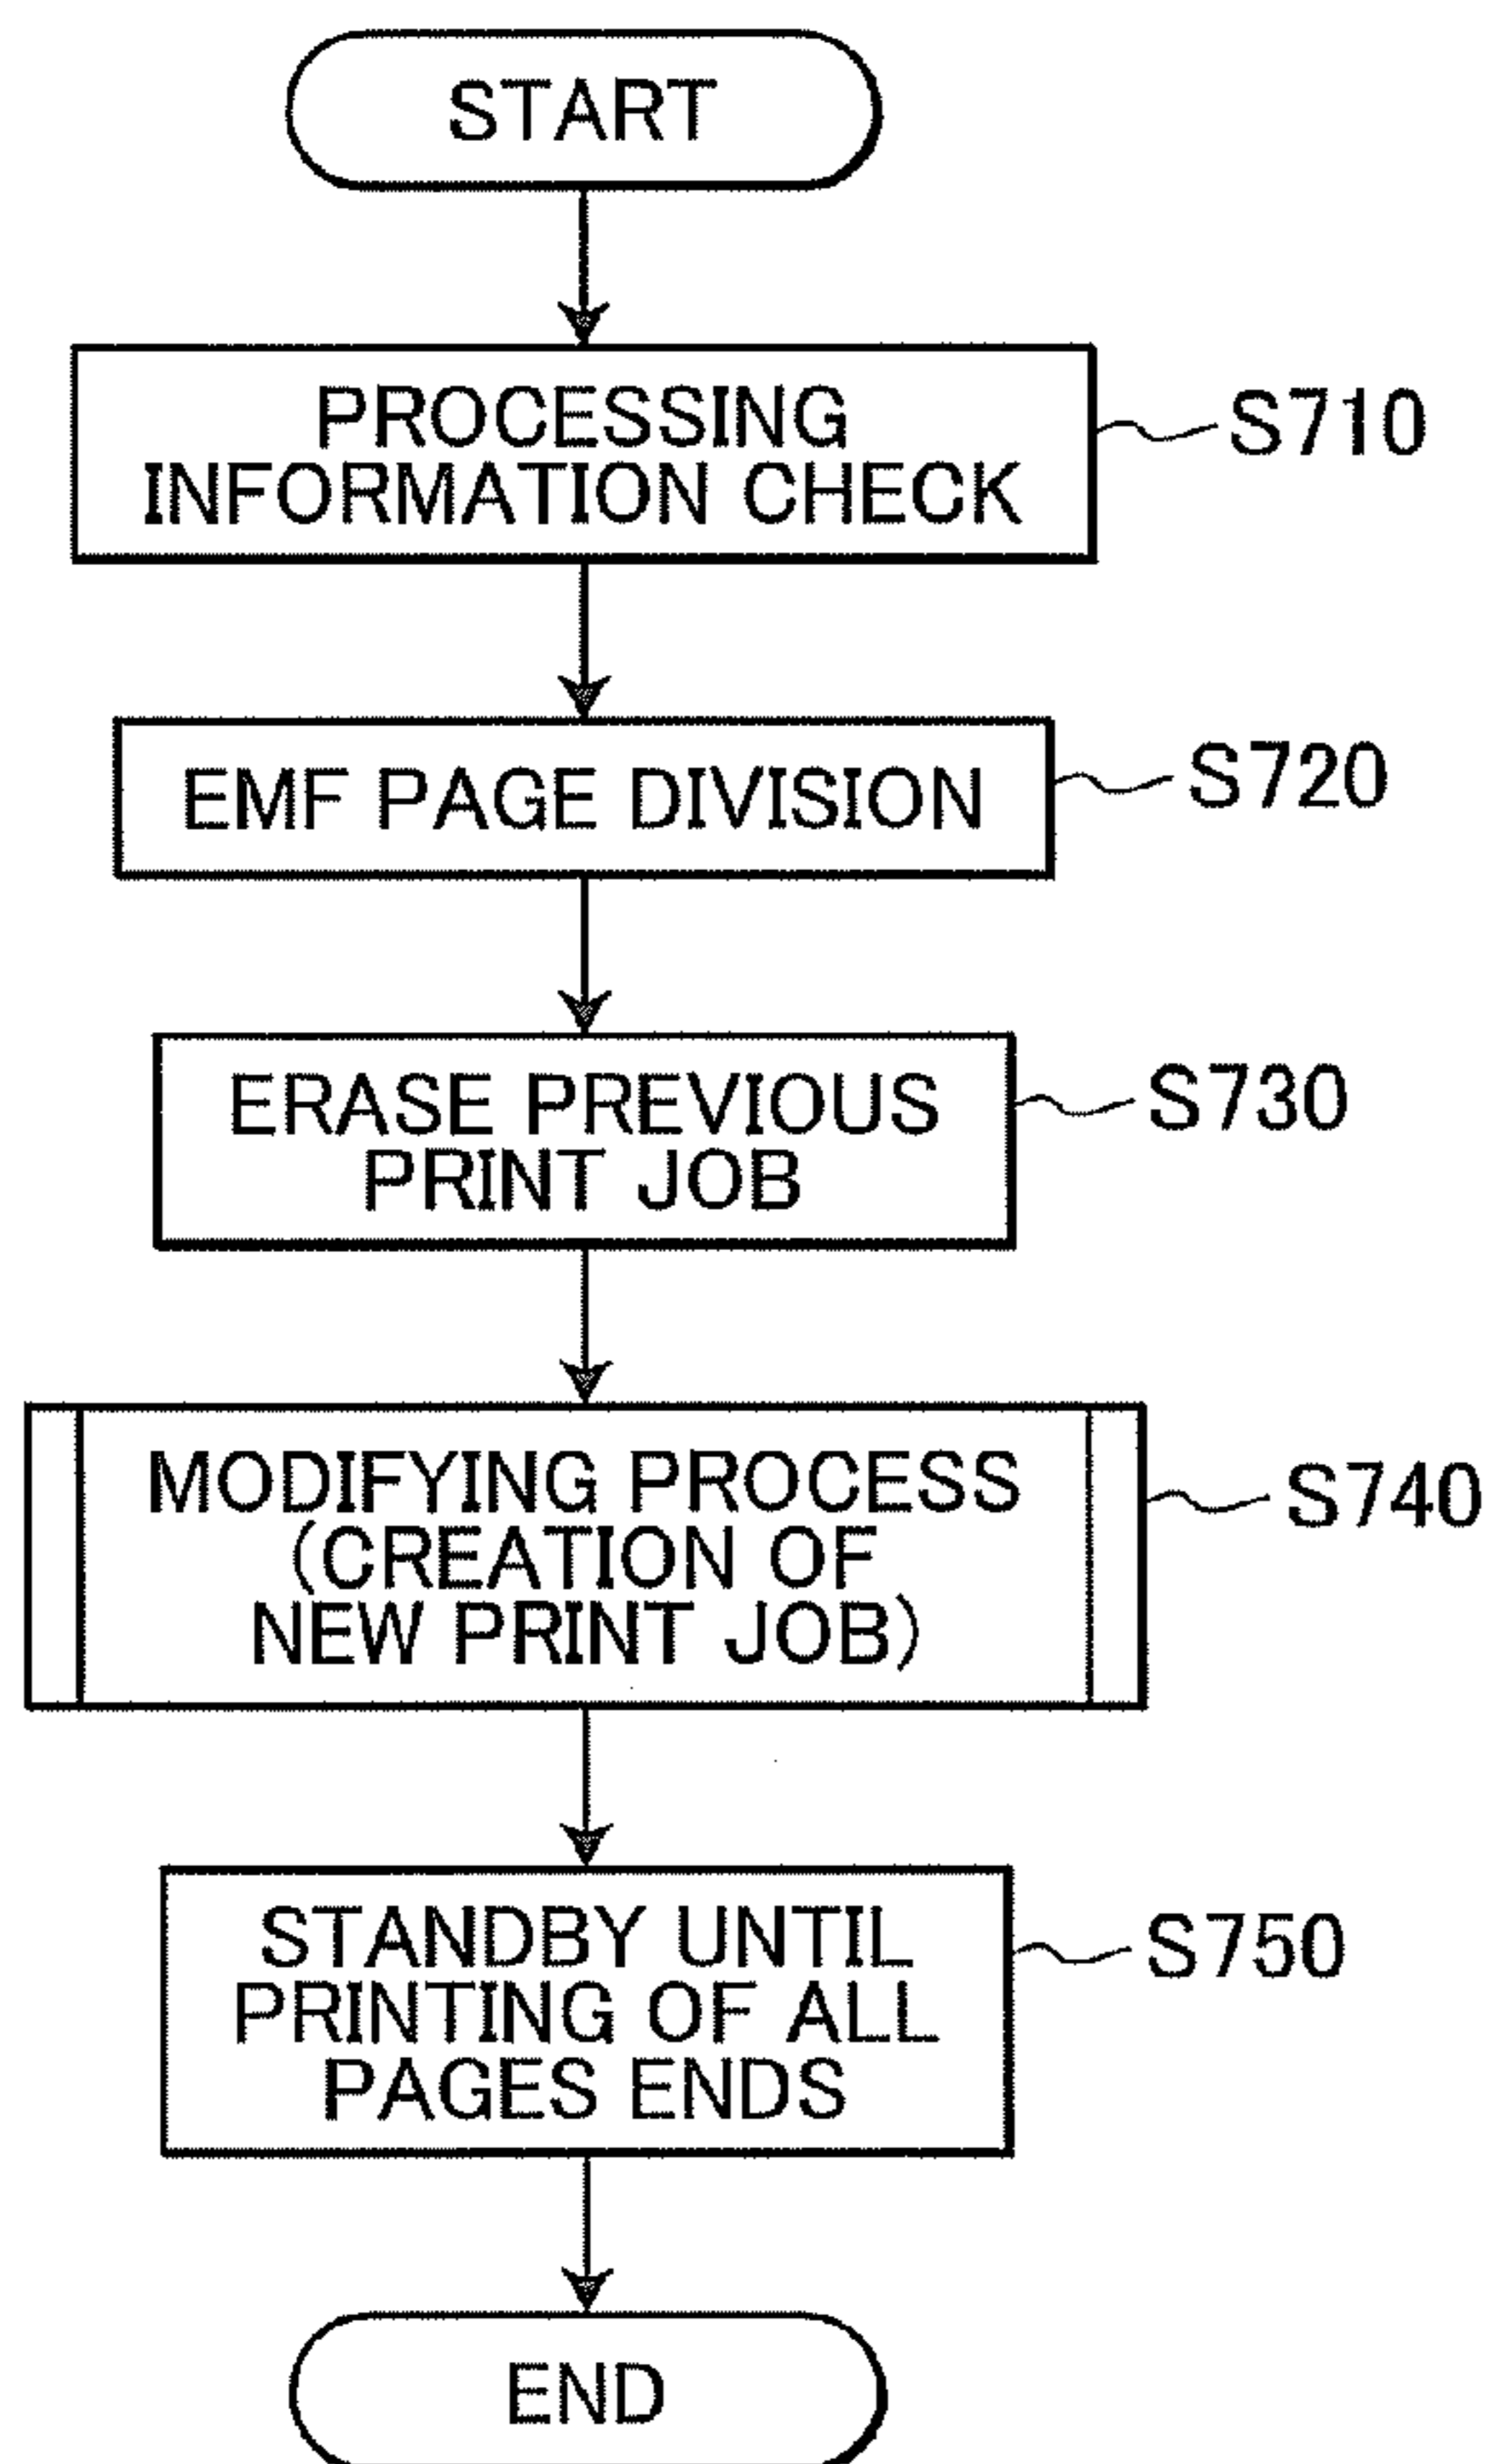 START
PROCESSING
INFORMATION CHECK
S710
EMF PAGE DIVISION
S720
ERASE PREVIOUS
PRINT JOB
S730
MODIFYING PROCESS
(CREATION OF
NEW PRINT JOB)
S740
STANDBY UNTIL
PRINTING OF ALL
PAGES ENDS
S750
END